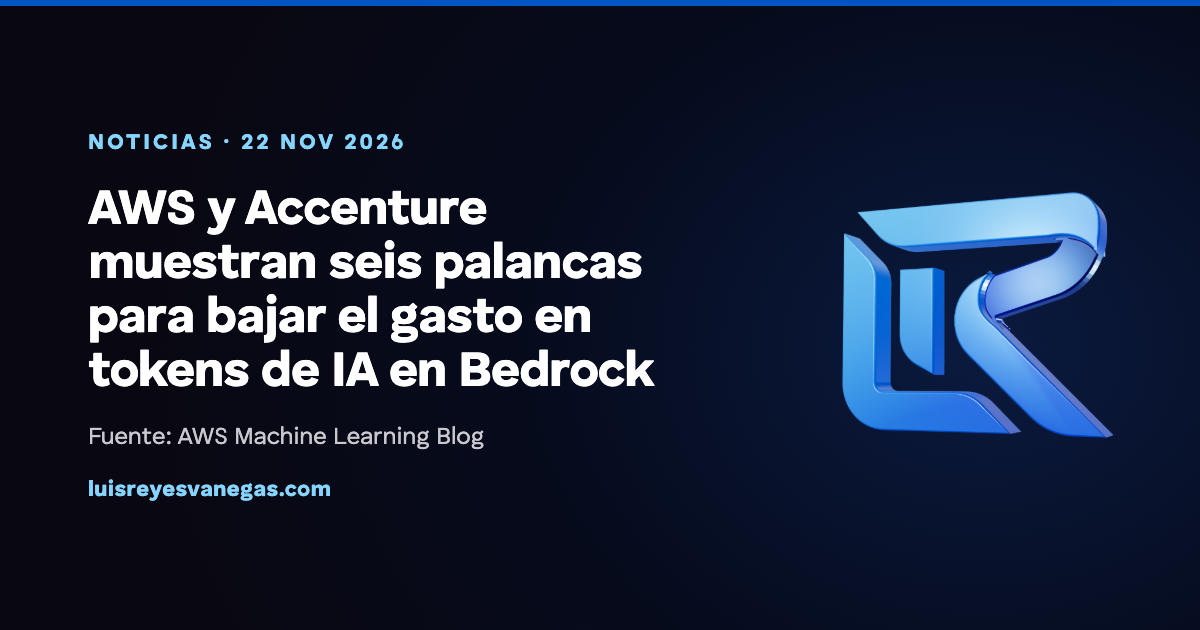 NOTICIAS · 22 NOV 2026
AWS y Accenture
muestran seis palancas
para bajar el gasto en
tokens de IA en Bedrock
Fuente: AWS Machine Learning Blog
luisreyesvanegas.com